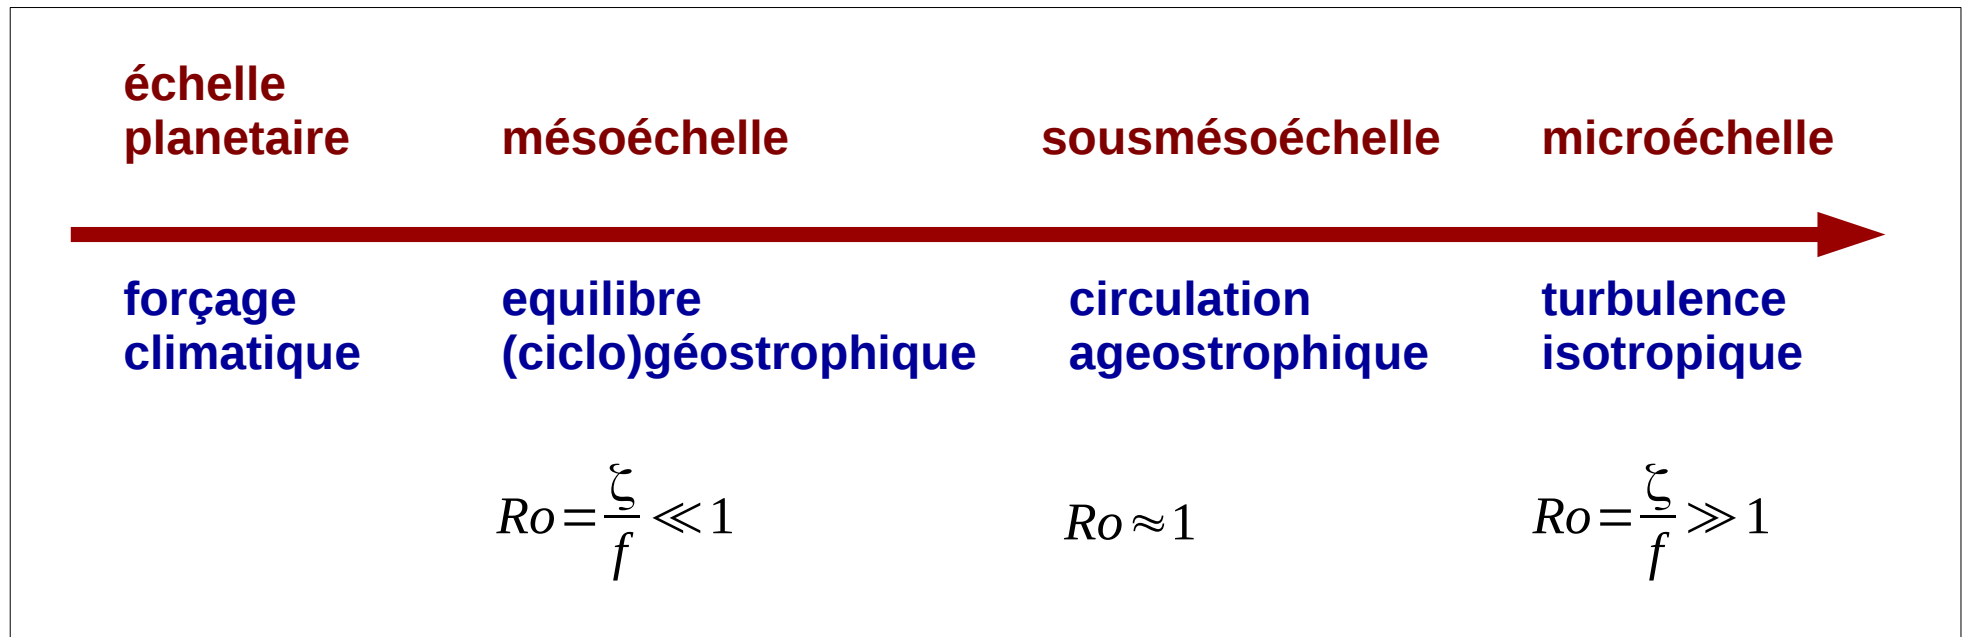 échelle
planetaire
mésoéchelle
sousmésoéchelle
microéchelle
forçage
climatique
equilibre
(ciclo)géostrophique
circulation
ageostrophique
turbulence
isotropique
Ro=ζ/f≪1
Ro≈1
Ro=ζ/f≫1